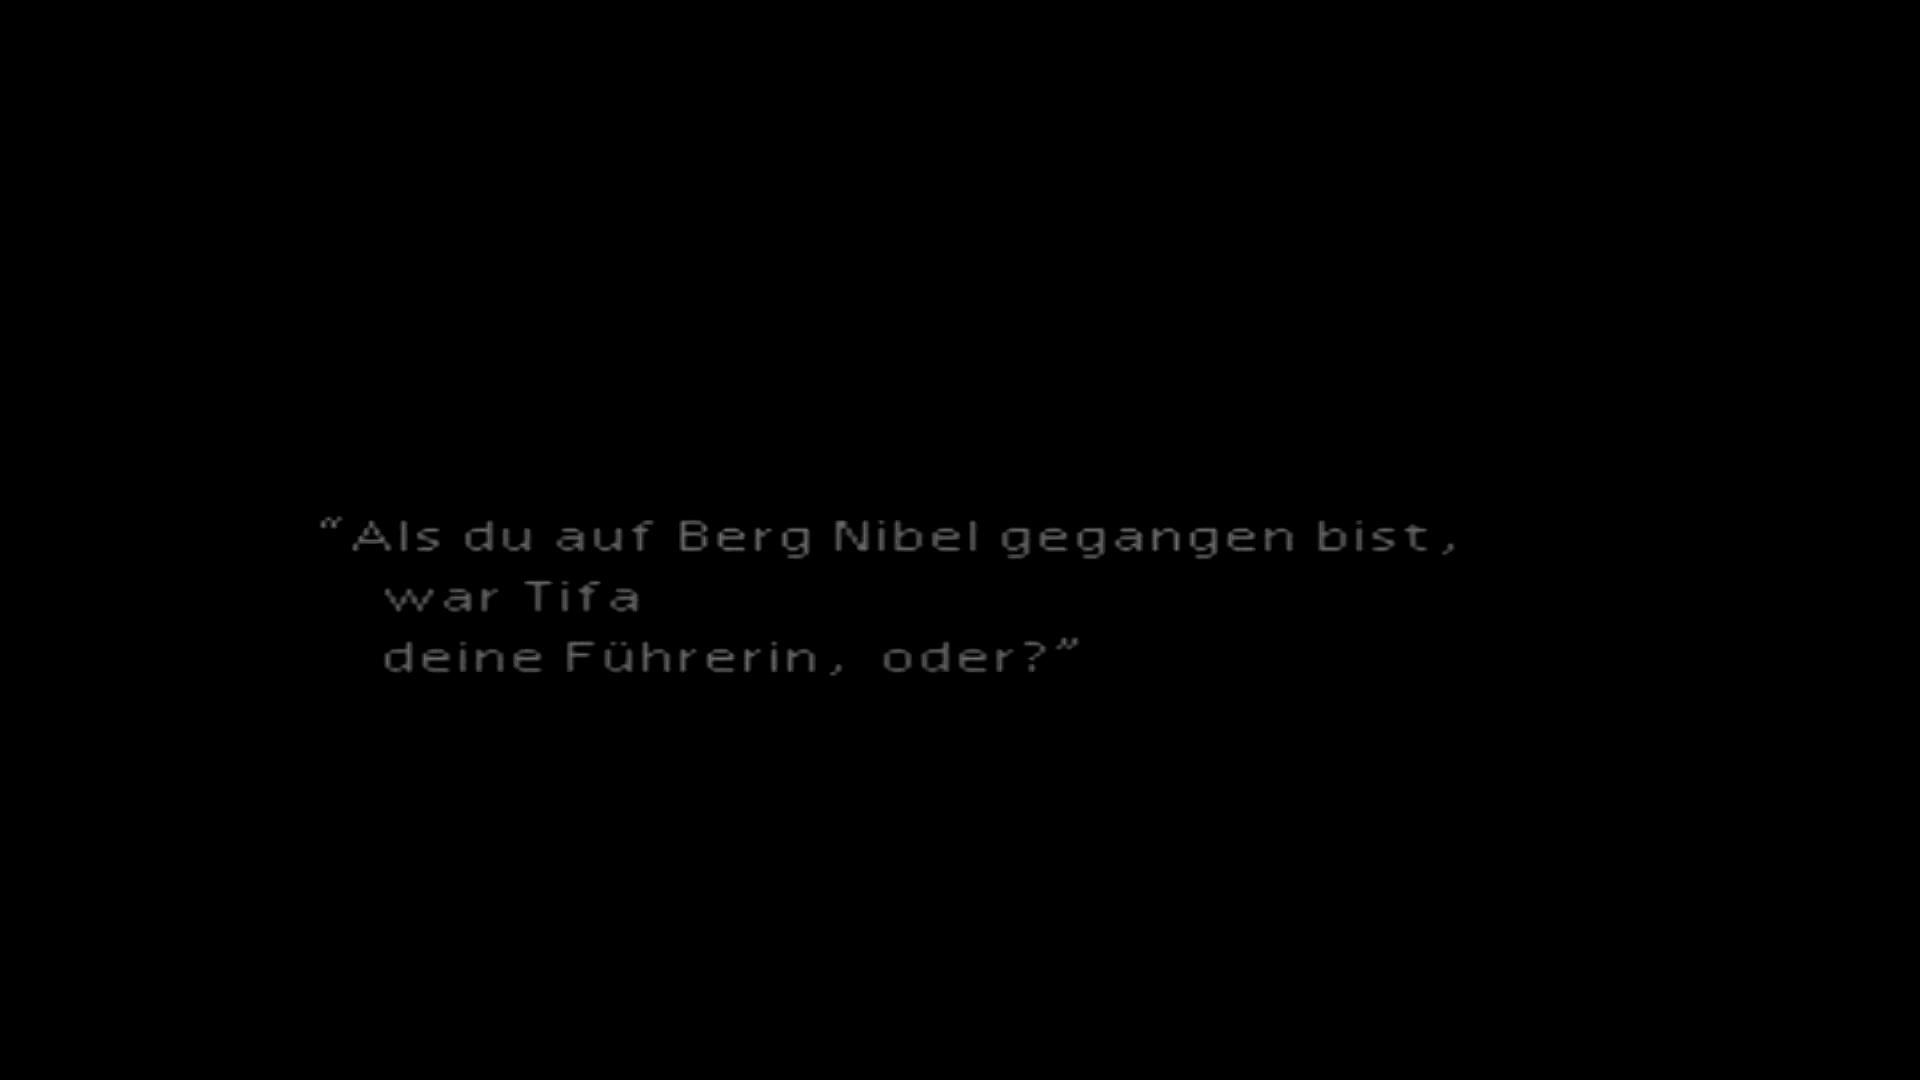 “Als du auf Berg Nibel gegangen bist,
war Tifa
deine Führerin, oder?”